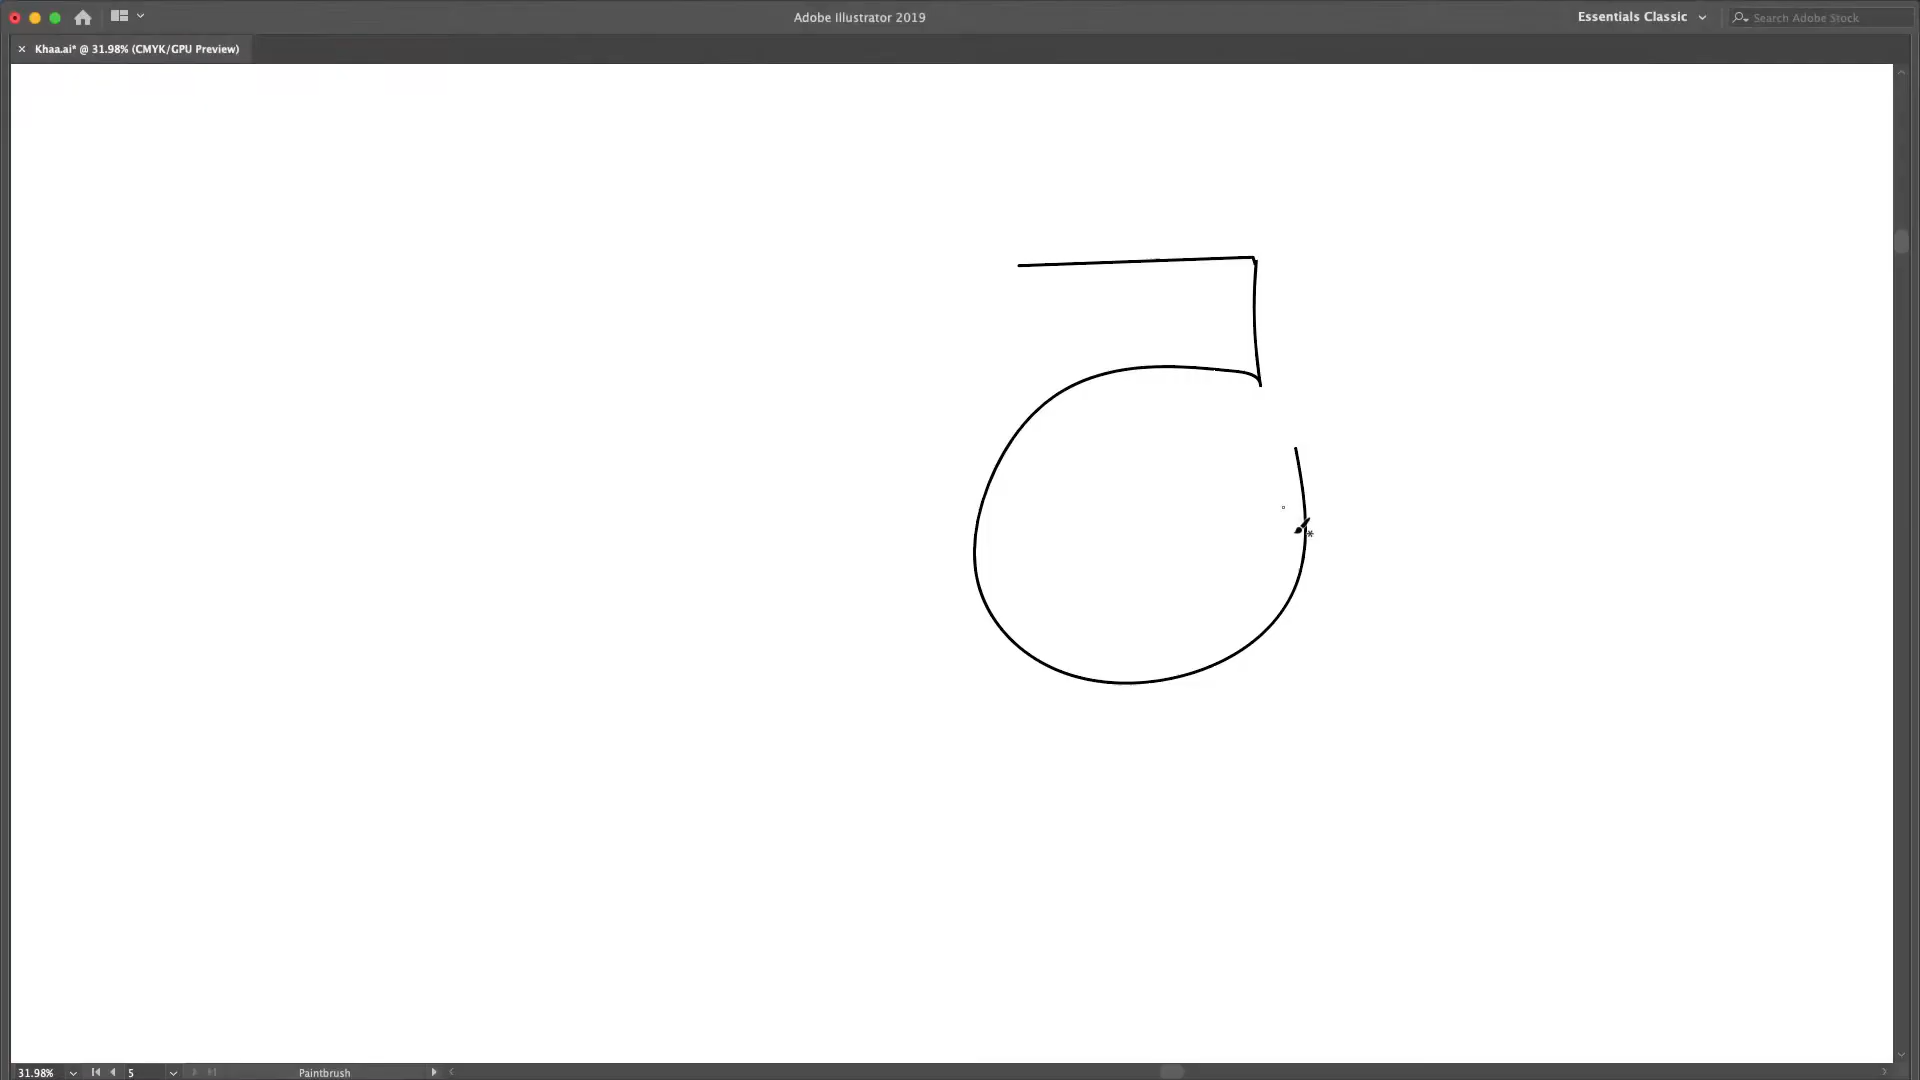 Adobe Illustrator 2019
Essentials Classic
Search Adobe Stock
Khaa.ai* @ 31.98% (CMYK/GPU Preview)
31.98%
5
Paintbrush